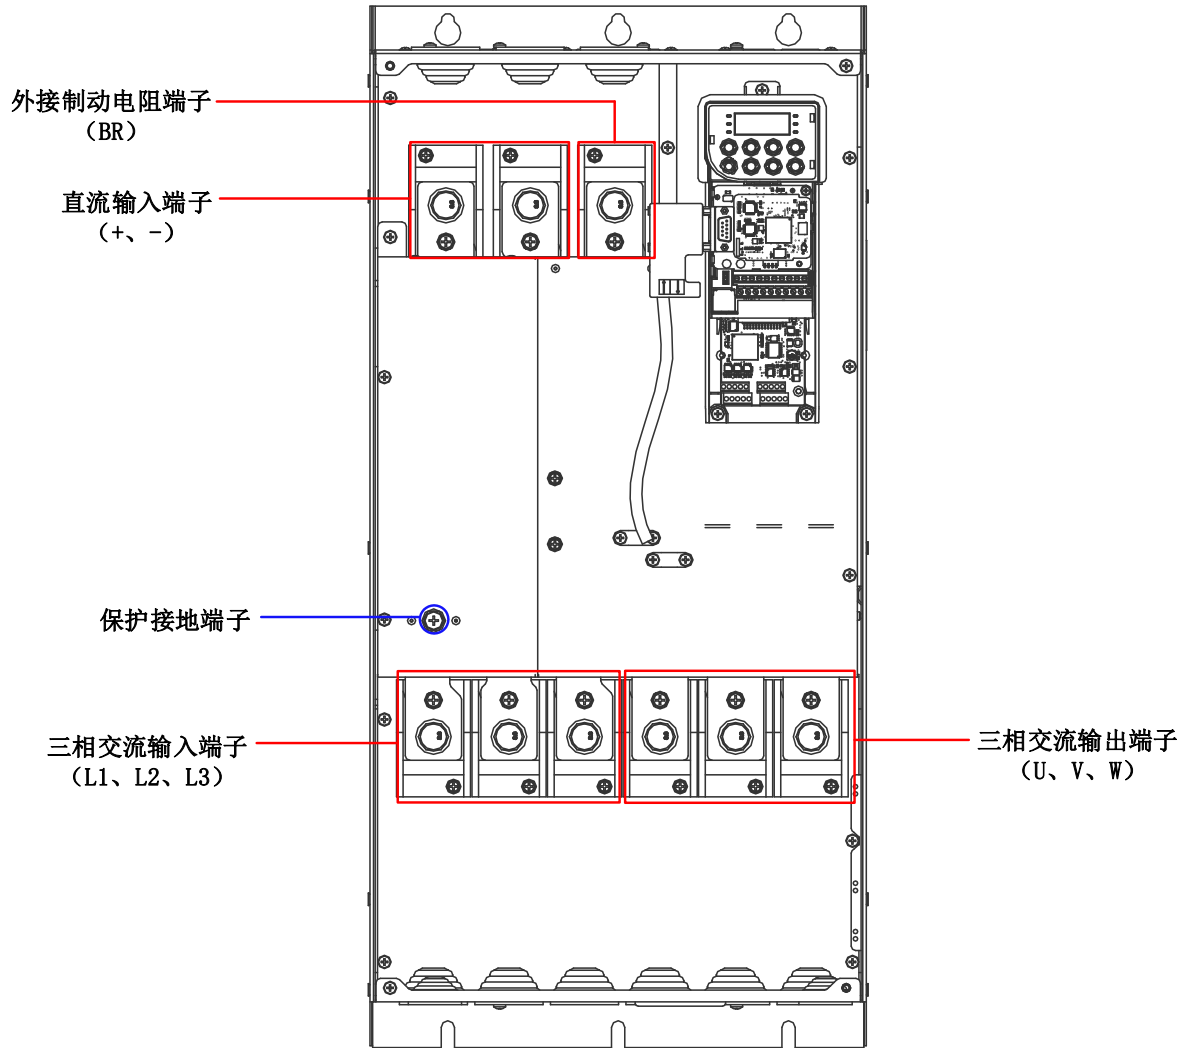 外接制动电阻端子
（BR）
直流输入端子
（+、-）
保护接地端子
三相交流输入端子
（L1、L2、L3）
三相交流输出端子
（U、V、W）